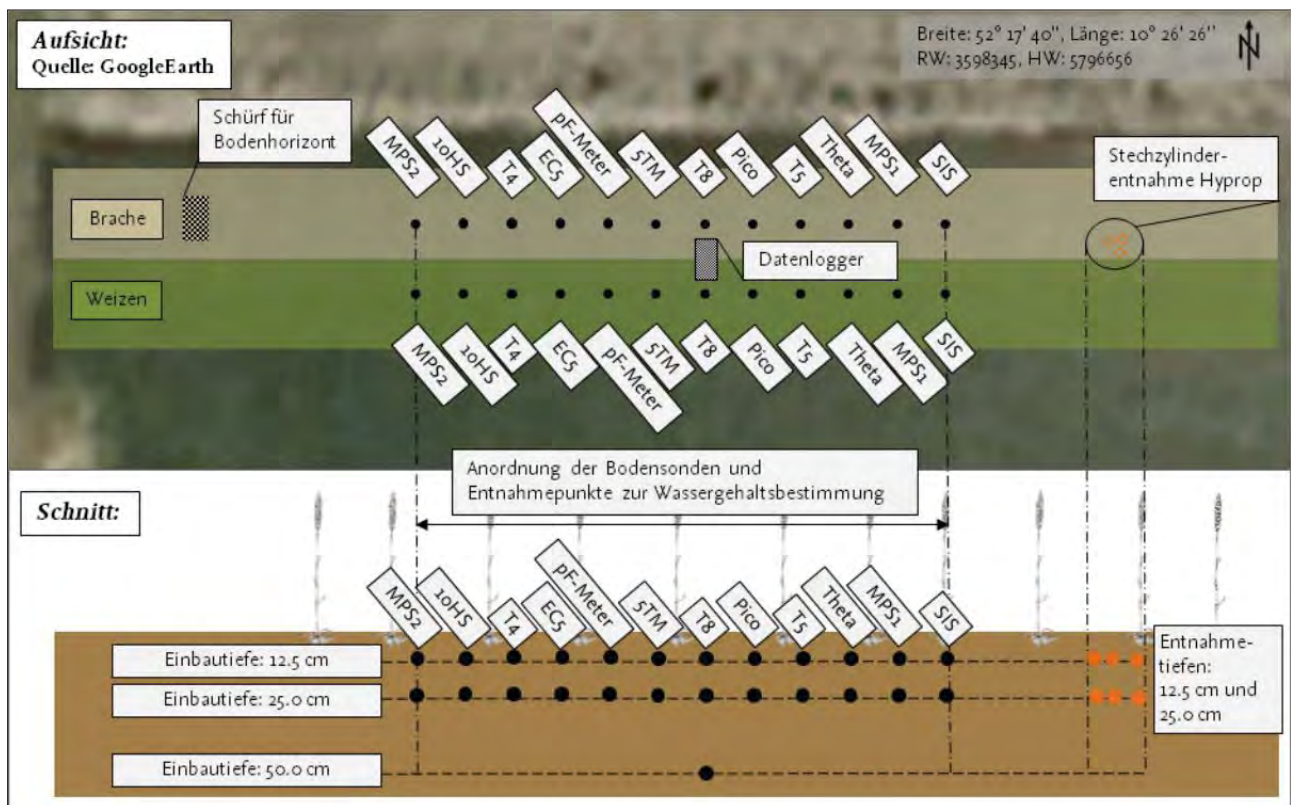 Aufsicht:
Quelle: GoogleEarth
Breite: 52° 17' 40'', Länge: 10° 26' 26''
RW: 3598345, HW: 5796656
N
Schürf für
Bodenhorizont
MPS2
10HS
T4
EC5
pF-Meter
5TM
T8
Pico
T5
Theta
MPS1
SIS
Stechzylinder-
entnahme Hyprop
Brache
Datenlogger
Weizen
MPS2
10HS
T4
EC5
pF-Meter
5TM
T8
Pico
T5
Theta
MPS1
SIS
Anordnung der Bodensonden und
Entnahmepunkte zur Wassergehaltsbestimmung
Schnitt:
MPS2
10HS
T4
EC5
pF-Meter
5TM
T8
Pico
T5
Theta
MPS1
SIS
Einbautiefe: 12.5 cm
Einbautiefe: 25.0 cm
Einbautiefe: 50.0 cm
Entnahme-
tiefen:
12.5 cm und
25.0 cm